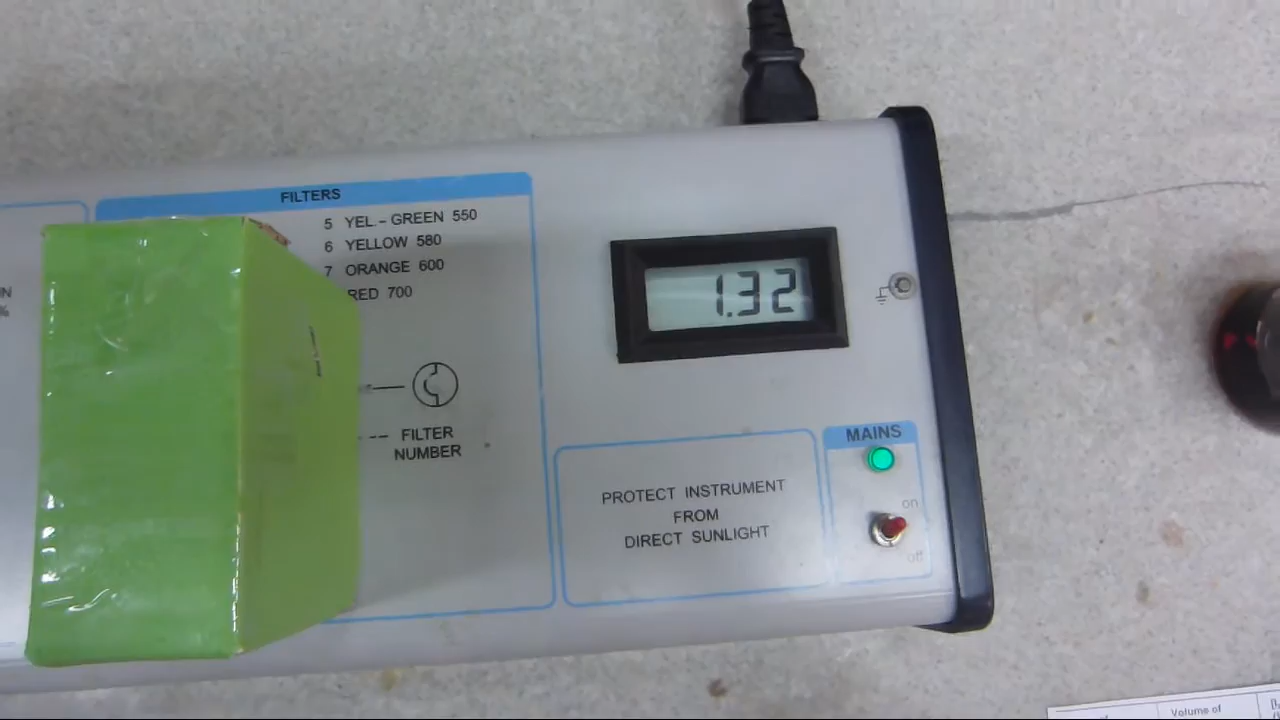 FILTERS
5 YEL.- GREEN 550
6 YELLOW 580
7 ORANGE 600
RED 700
FILTER
NUMBER
1.32
MAINS
on
off
PROTECT INSTRUMENT
FROM
DIRECT SUNLIGHT
%
Volume of